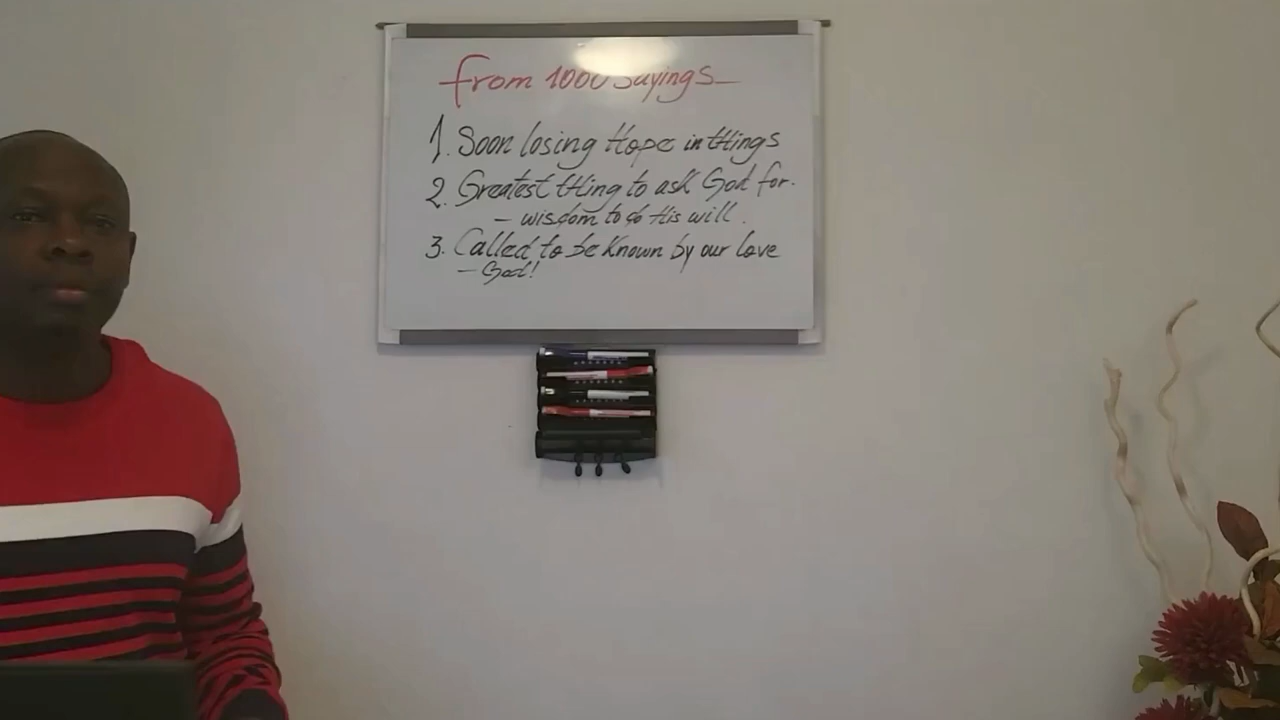 from 1000 Sayings
1. Soon losing Hope in tHings
2. Greatest tHing to ask God for.
- wisdom to do His will.
3. Called to be Known by our love
- God!